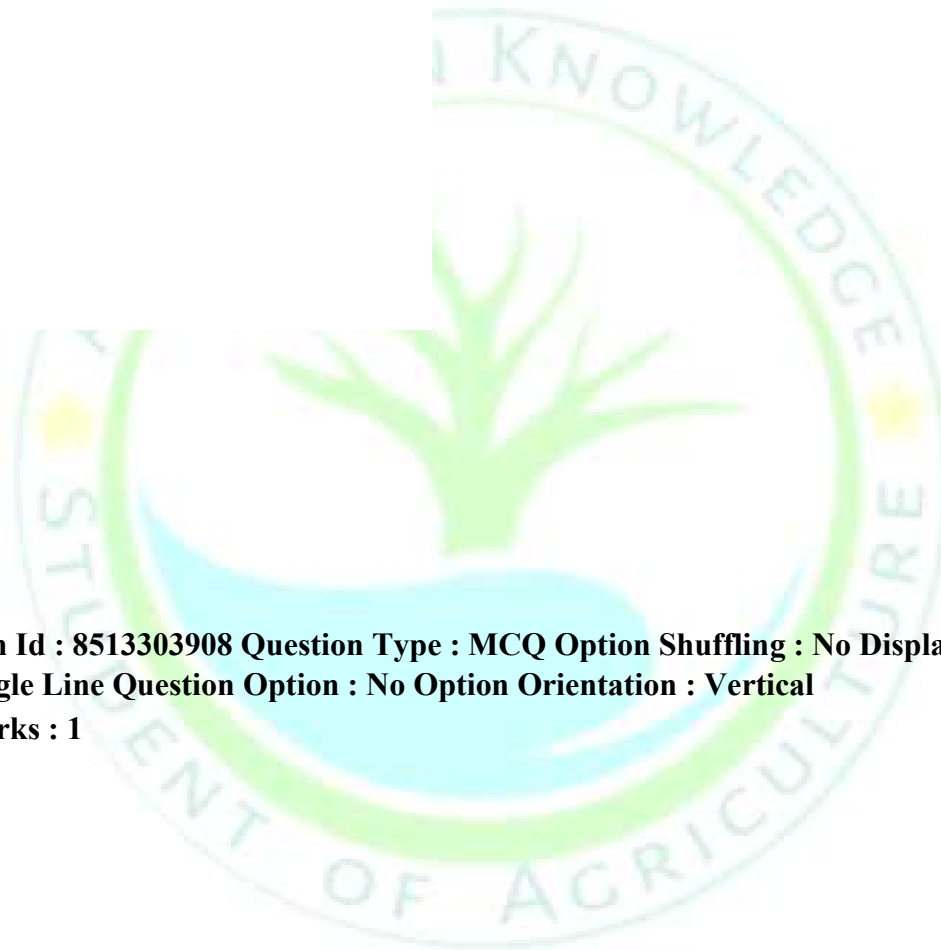 KNOWLEDGE
STUDENT OF AGRICULTURE
n Id : 8513303908 Question Type : MCQ Option Shuffling : No Displa
gle Line Question Option : No Option Orientation : Vertical
rks : 1